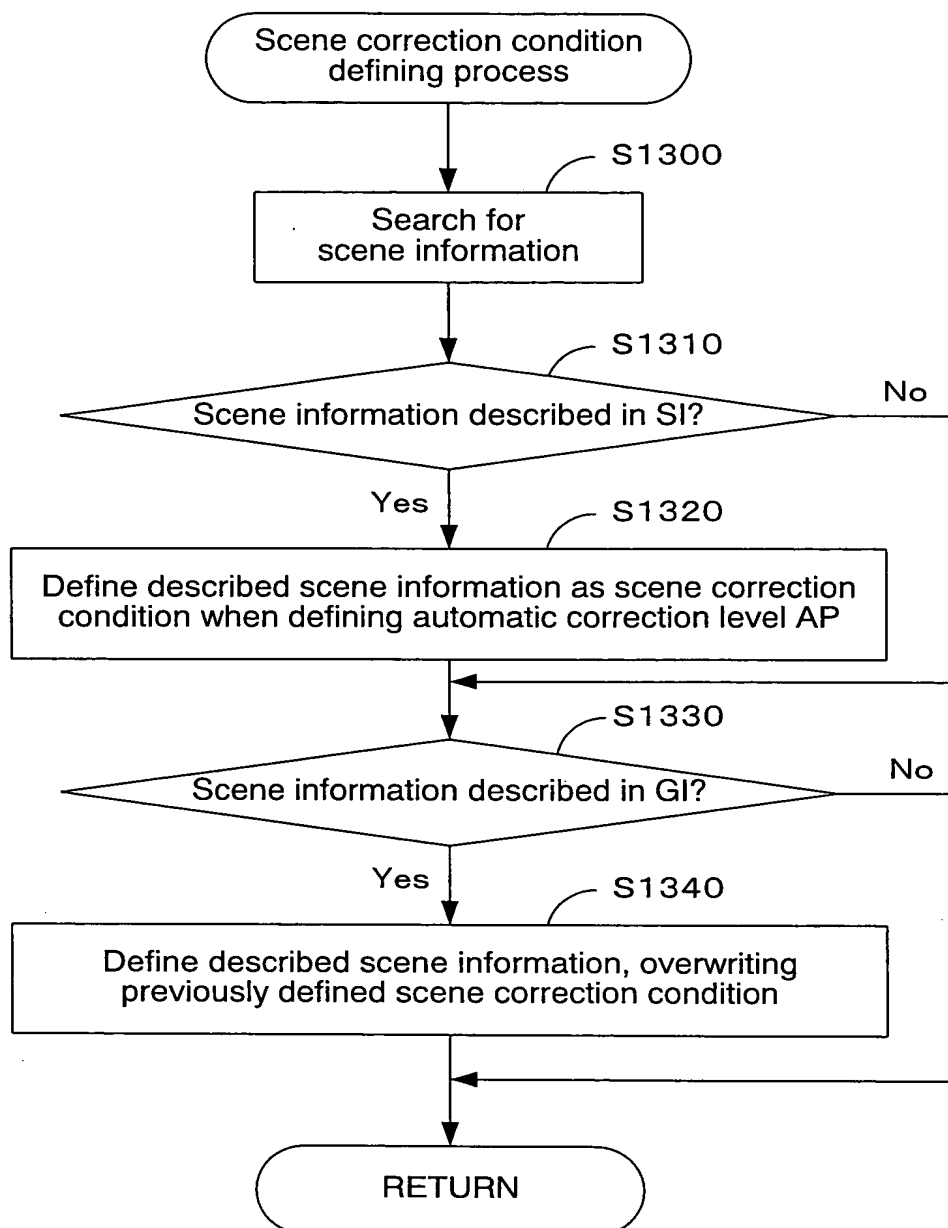 Scene correction condition
defining process
S1300
Search for
scene information
S1310
Scene information described in SI?
No
Yes
S1320
Define described scene information as scene correction
condition when defining automatic correction level AP
S1330
Scene information described in GI?
No
Yes
S1340
Define described scene information, overwriting
previously defined scene correction condition
RETURN